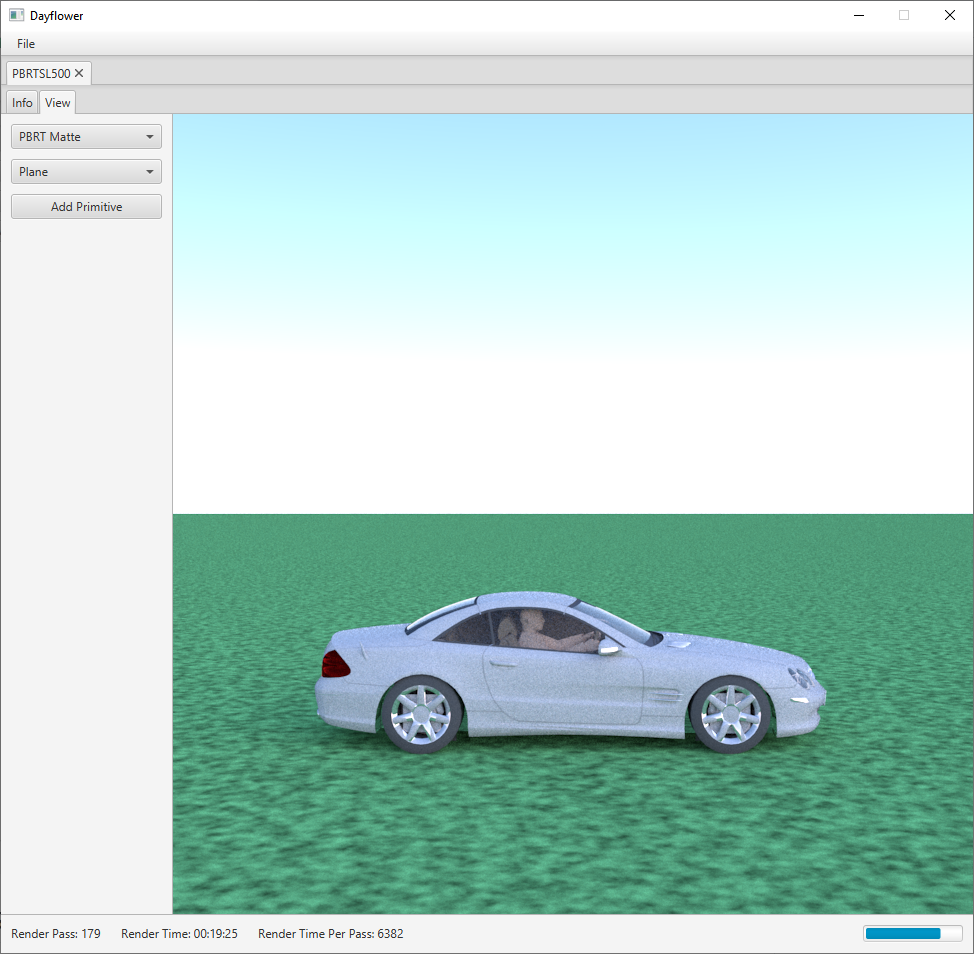 Dayflower
File
PBRTSL500
Info View
PBRT Matte
Plane
Add Primitive
Render Pass: 179 Render Time: 00:19:25 Render Time Per Pass: 6382